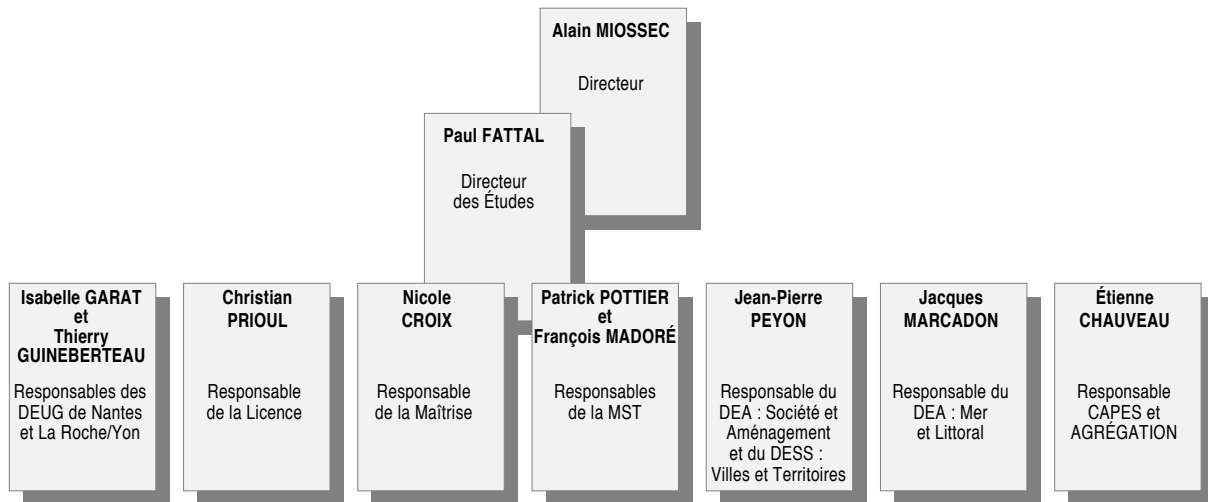 Alain MIOSSEC
Directeur
Paul FATTAL
Directeur
des Études
Isabelle GARAT
et
Thierry
GUINEBERTEAU
Responsables des
DEUG de Nantes
et La Roche/Yon
Christian
PRIOUL
Responsable
de la Licence
Nicole
CROIX
Responsable
de la Maîtrise
Patrick POTTIER
et
François MADORÉ
Responsables
de la MST
Jean-Pierre
PEYON
Responsable du
DEA : Société et
Aménagement
et du DESS :
Villes et Territoires
Jacques
MARCADON
Responsable du
DEA : Mer
et Littoral
Étienne
CHAUVEAU
Responsable
CAPES et
AGRÉGATION